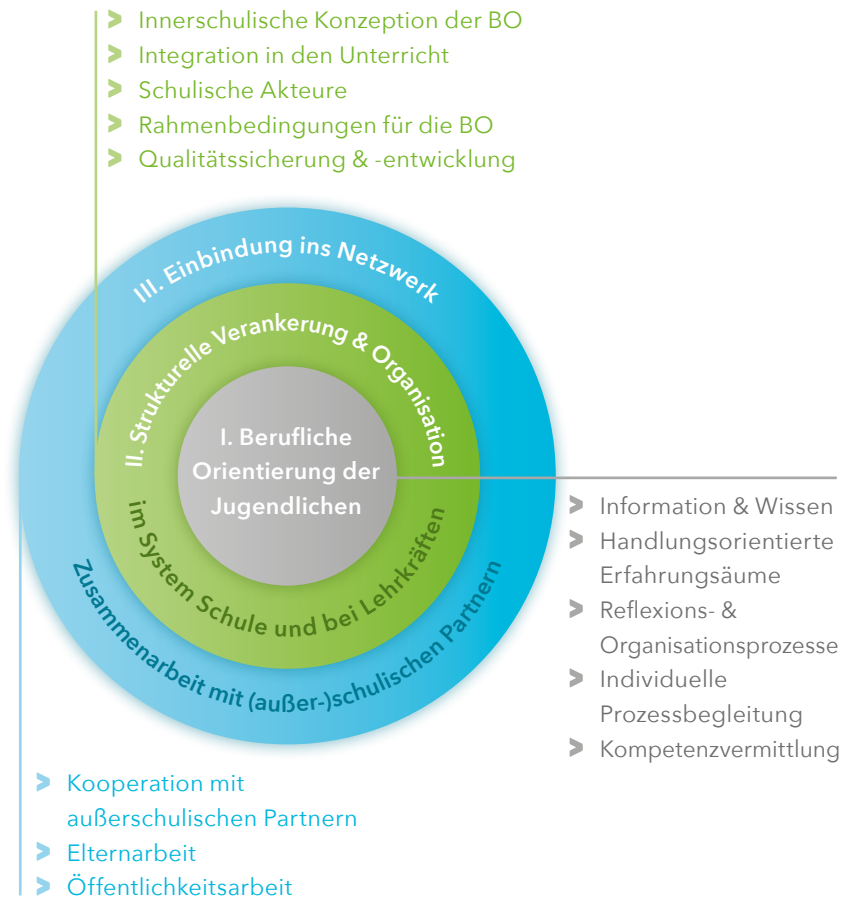 Innerschulische Konzeption der BO
Integration in den Unterricht
Schulische Akteure
Rahmenbedingungen für die BO
Qualitätssicherung & -entwicklung
III. Einbindung ins Netzwerk
II. Strukturelle Verankerung & Organisation
I. Berufliche
Orientierung der
Jugendlichen
im System Schule und bei Lehrkräften
Zusammenarbeit mit (außer-)schulischen Partnern
Information & Wissen
Handlungsorientierte
Erfahrungsäume
Reflexions- &
Organisationsprozesse
Individuelle
Prozessbegleitung
Kompetenzvermittlung
Kooperation mit
außerschulischen Partnern
Elternarbeit
Öffentlichkeitsarbeit